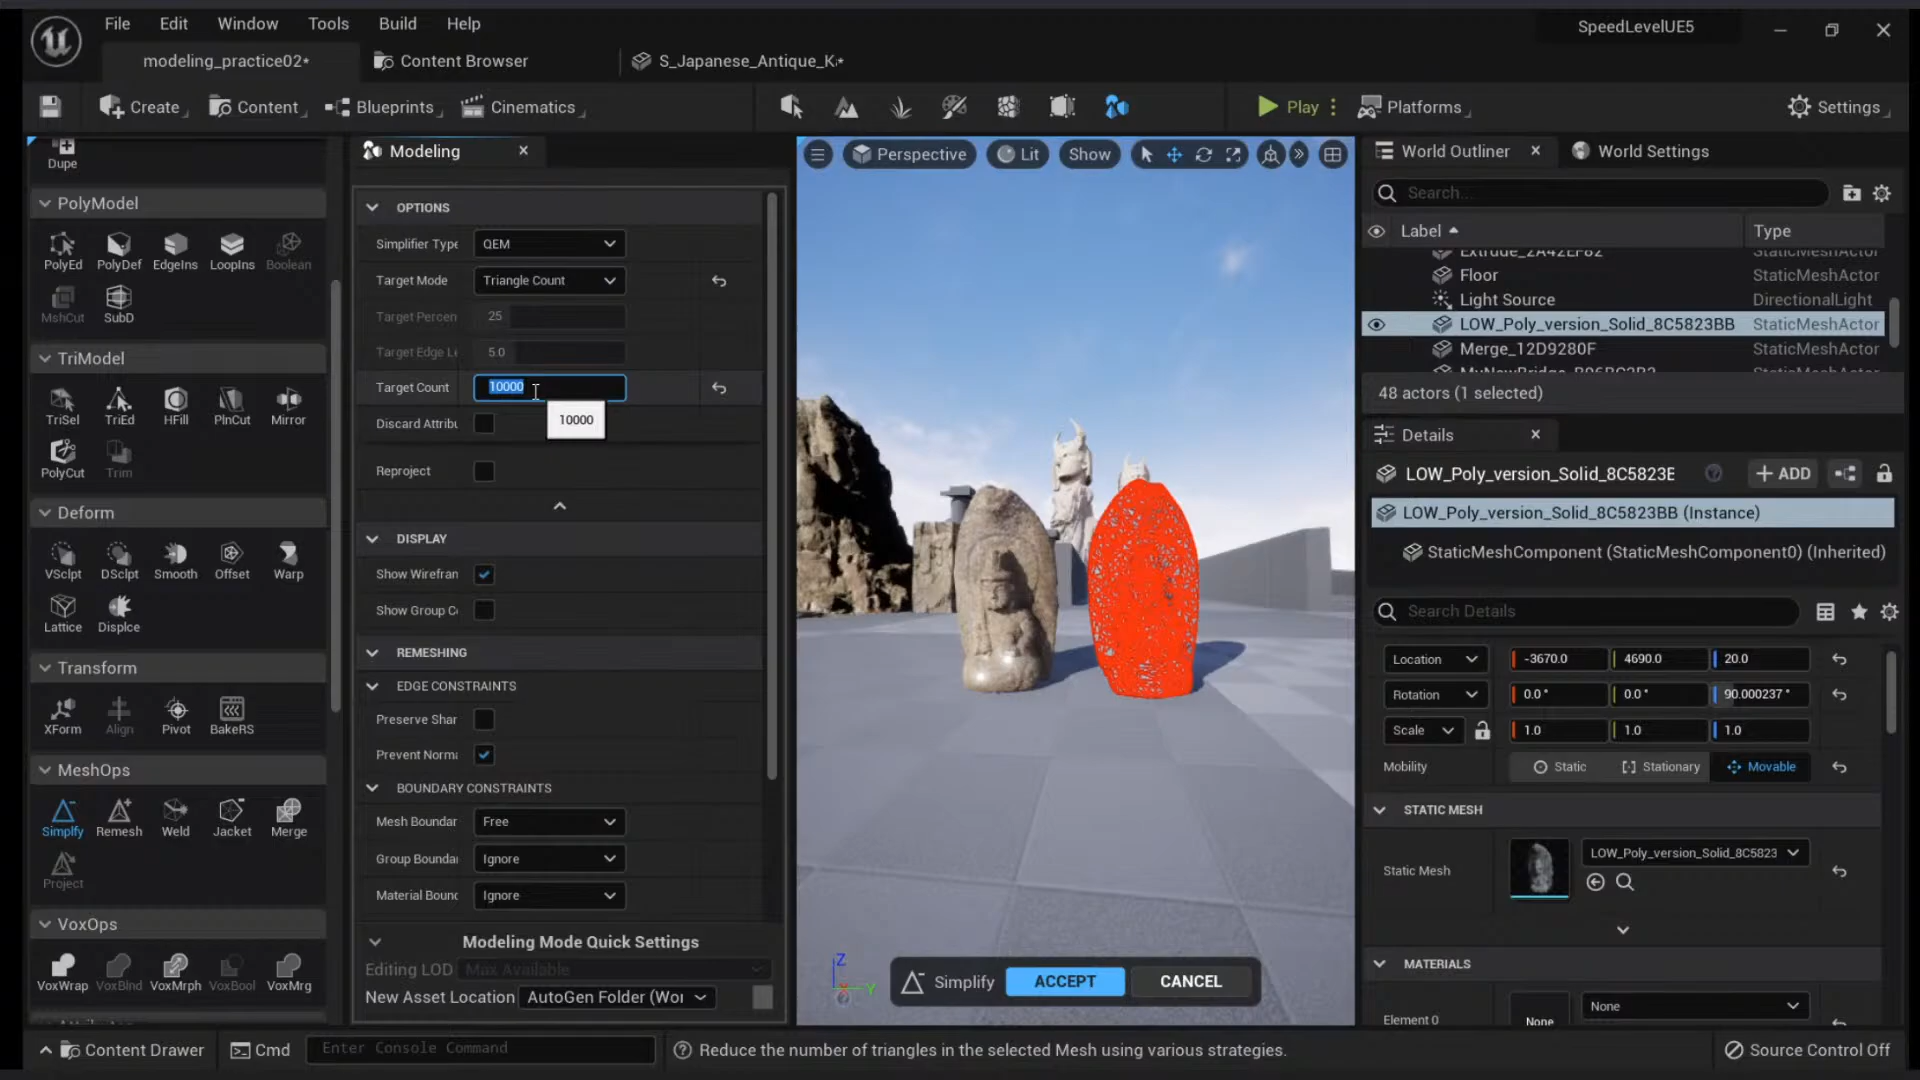 File Edit Window Tools Build Help
SpeedLevelUE5
modeling_practice02*
Content Browser
S_Japanese_Antique_K‹*
Create
Content
Blueprints
Cinematics
Play
Platforms
Settings
Dupe
PolyModel
PolyEd PolyDef EdgeIns LoopIns Boolean
MshCut SubD
TriModel
TriSel TriEd HFill PlnCut Mirror
PolyCut Trim
Deform
VSclpt DSclpt Smooth Offset Warp
Lattice Displce
Transform
XForm Align Pivot BakeRS
MeshOps
Simplfy Remesh Weld Jacket Merge
Project
VoxOps
VoxWrap VoxBlnd VoxMrph VoxBool VoxMrg
Modeling
OPTIONS
Simplifier Type QEM
Target Mode Triangle Count
Target Percen 25
Target Edge Le 5.0
Target Count 10000
10000
Discard Attribu
Reproject
DISPLAY
Show Wirefran
Show Group Co
REMESHING
EDGE CONSTRAINTS
Preserve Shar
Prevent Norma
BOUNDARY CONSTRAINTS
Mesh Boundar Free
Group Boundar Ignore
Material Bound Ignore
Modeling Mode Quick Settings
Editing LOD Max Available
New Asset Location AutoGen Folder (Wor
Perspective
Lit
Show
Z
Y
Simplify
ACCEPT
CANCEL
World Outliner
World Settings
Search...
Label
Type
Extrude_2A42EF82 StaticMeshActor
Floor StaticMeshActor
Light Source DirectionalLight
LOW_Poly_version_Solid_8C5823BB StaticMeshActor
Merge_12D9280F StaticMeshActor
48 actors (1 selected)
Details
LOW_Poly_version_Solid_8C5823E
ADD
LOW_Poly_version_Solid_8C5823BB (Instance)
StaticMeshComponent (StaticMeshComponent0) (Inherited)
Search Details
Location -3670.0 4690.0 20.0
Rotation 0.0° 0.0° 90.000237°
Scale 1.0 1.0 1.0
Mobility Static Stationary Movable
STATIC MESH
Static Mesh LOW_Poly_version_Solid_8C5823
MATERIALS
Element 0 None None
Content Drawer
Cmd
Enter Console Command
Reduce the number of triangles in the selected Mesh using various strategies.
Source Control Off